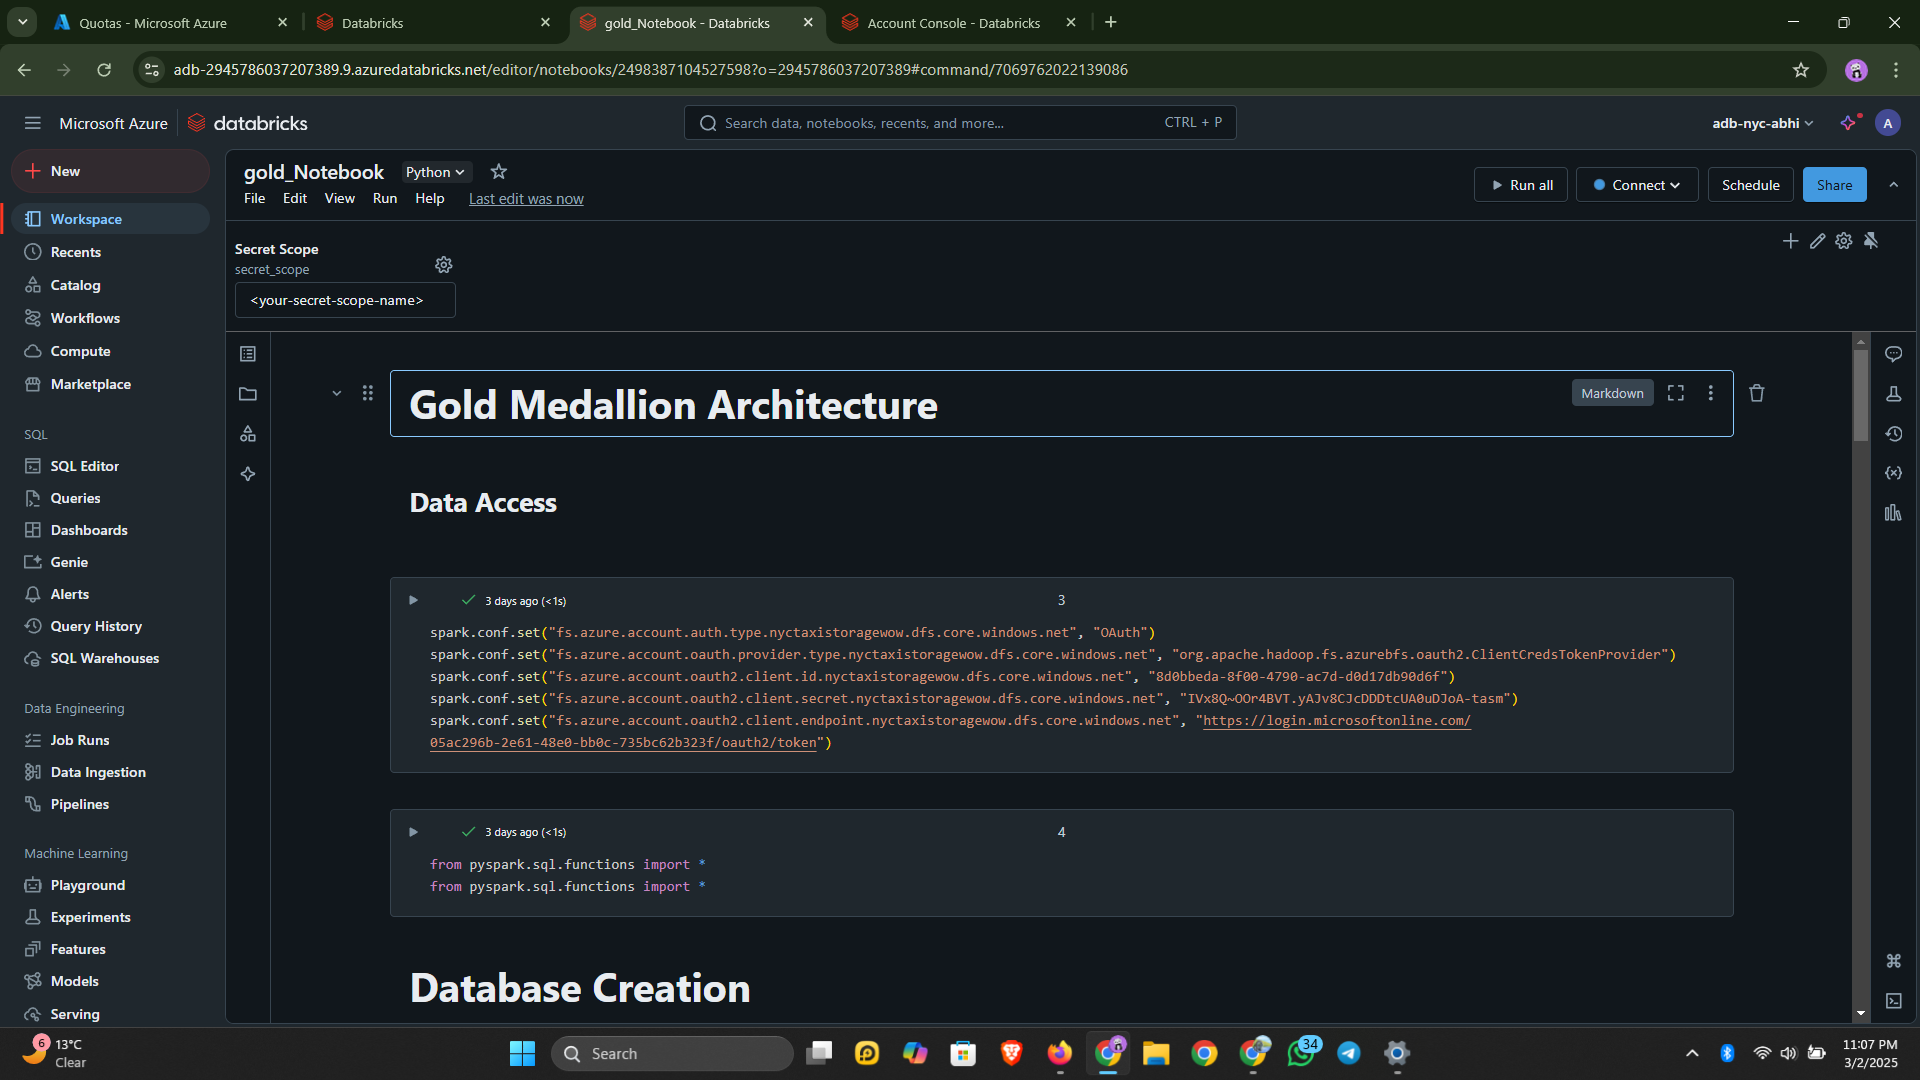 Quotas - Microsoft Azure
Databricks
gold_Notebook - Databricks
Account Console - Databricks
adb-2945786037207389.9.azuredatabricks.net/editor/notebooks/249838710452759​8?o=2945786037207389#command/7069762022139086
Microsoft Azure
databricks
Search data, notebooks, recents, and more...
CTRL + P
adb-nyc-abhi
A
New
Workspace
Recents
Catalog
Workflows
Compute
Marketplace
SQL
SQL Editor
Queries
Dashboards
Genie
Alerts
Query History
SQL Warehouses
Data Engineering
Job Runs
Data Ingestion
Pipelines
Machine Learning
Playground
Experiments
Features
Models
Serving
gold_Notebook
Python
File Edit View Run Help Last edit was now
Run all
Connect
Schedule
Share
Secret Scope
secret_scope
<your-secret-scope-name>
Gold Medallion Architecture
Markdown
Data Access
3 days ago (<1s)
3
spark.conf.set("fs.azure.account.auth.type.nyctaxistoragewow.dfs.core.windows.net", "OAuth")
spark.conf.set("fs.azure.account.oauth.provider.type.nyctaxistoragewow.dfs.core.windows.net", "org.apache.hadoop.fs.azurebfs.oauth2.ClientCredsTokenProvider")
spark.conf.set("fs.azure.account.oauth2.client.id.nyctaxistoragewow.dfs.core.windows.net", "8d0bbeda-8f00-4790-ac7d-d0d17db90d6f")
spark.conf.set("fs.azure.account.oauth2.client.secret.nyctaxistoragewow.dfs.core.windows.net", "IVx8Q~OOr4BVT.yAJv8CJcDDDtcUA0uDJoA-tasm")
spark.conf.set("fs.azure.account.oauth2.client.endpoint.nyctaxistoragewow.dfs.core.windows.net", "https://login.microsoftonline.com/
05ac296b-2e61-48e0-bb0c-735bc62b323f/oauth2/token")
3 days ago (<1s)
4
from pyspark.sql.functions import *
from pyspark.sql.functions import *
Database Creation
6
13°C
Clear
Search
34
11:07 PM
3/2/2025